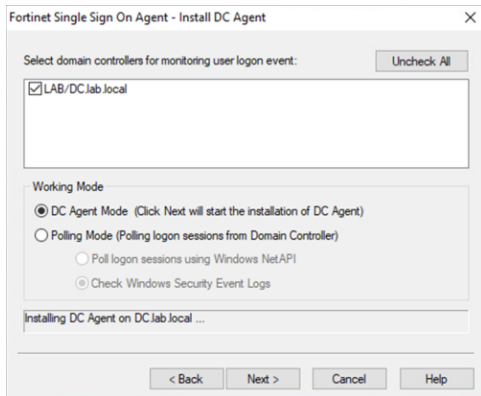 Fortinet Single Sign On Agent - Install DC Agent
Select domain controllers for monitoring user logon event:
Uncheck All
LAB/DC.lab.local
Working Mode
DC Agent Mode (Click Next will start the installation of DC Agent)
Polling Mode (Polling logon sessions from Domain Controller)
Poll logon sessions using Windows NetAPI
Check Windows Security Event Logs
Installing DC Agent on DC.lab.local ...
< Back
Next >
Cancel
Help